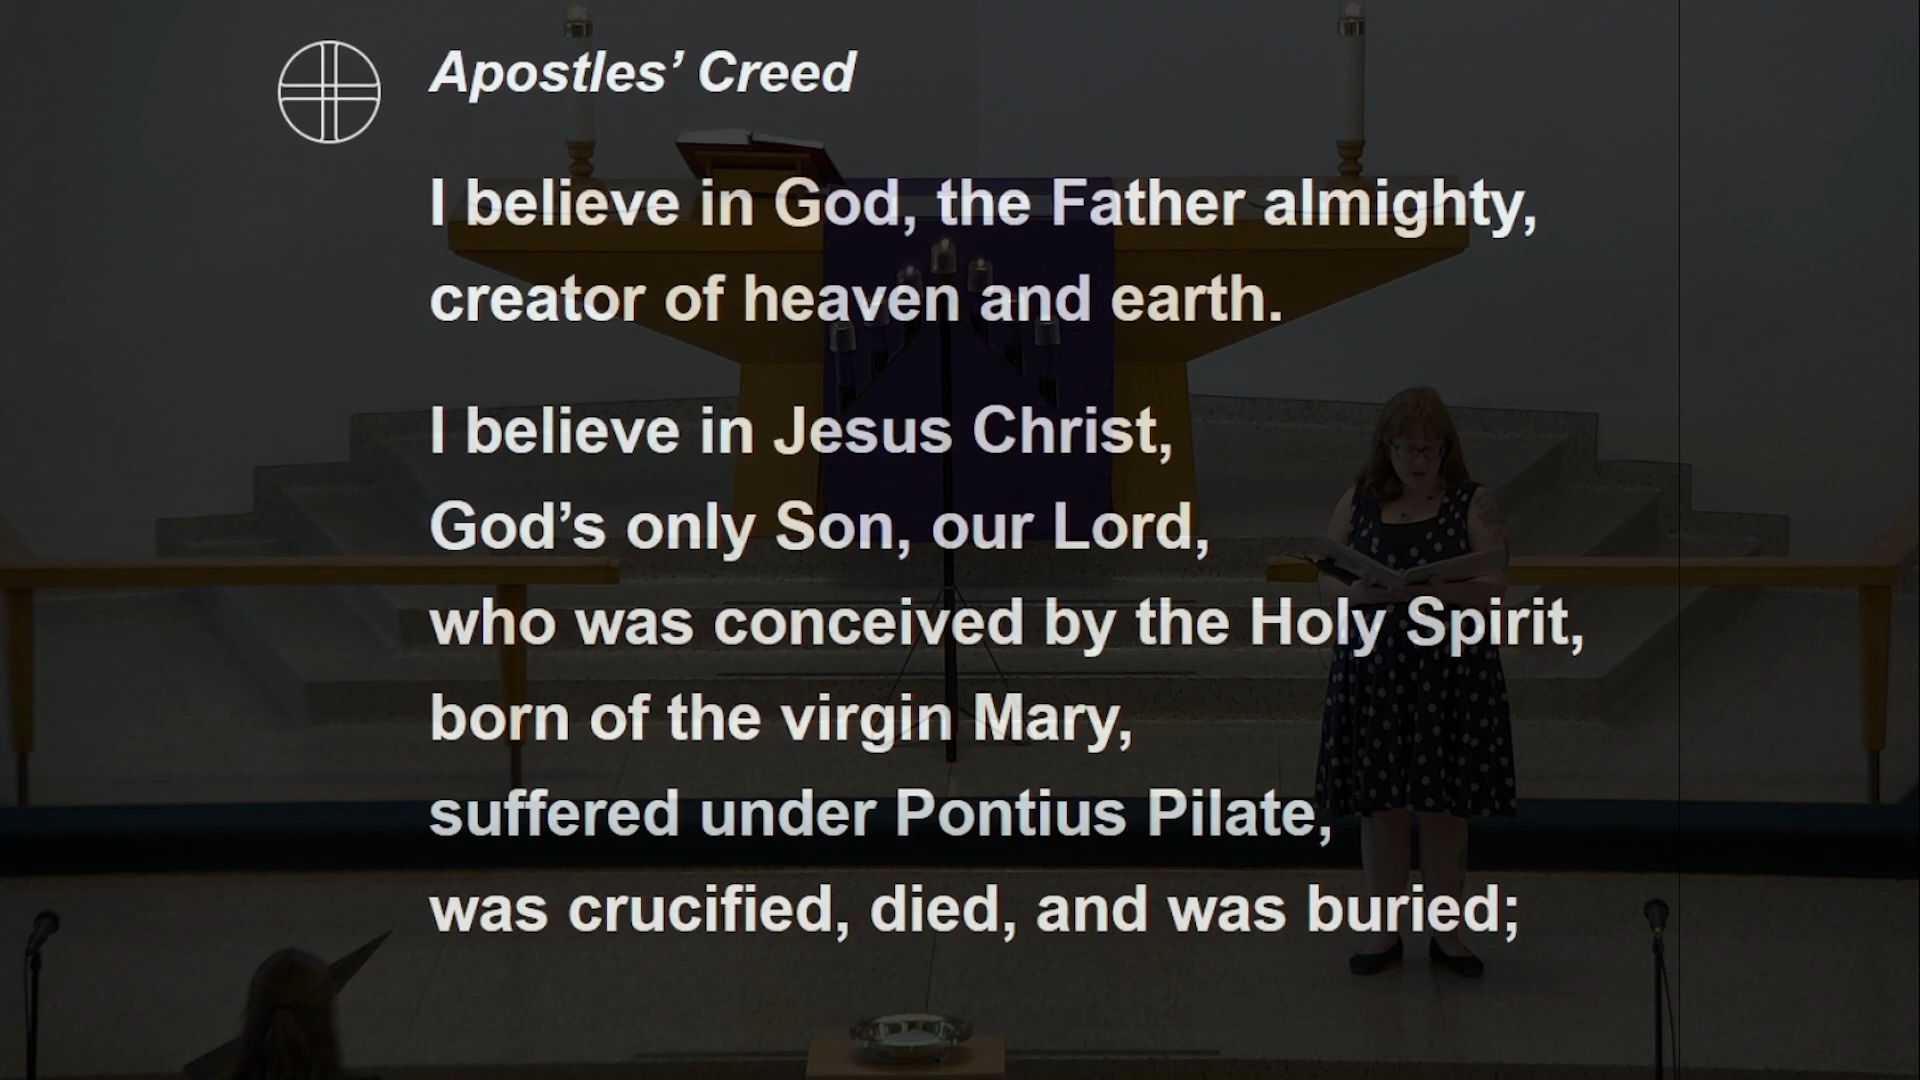 Apostles’ Creed
I believe in God, the Father almighty,
creator of heaven and earth.
I believe in Jesus Christ,
God’s only Son, our Lord,
who was conceived by the Holy Spirit,
born of the virgin Mary,
suffered under Pontius Pilate,
was crucified, died, and was buried;